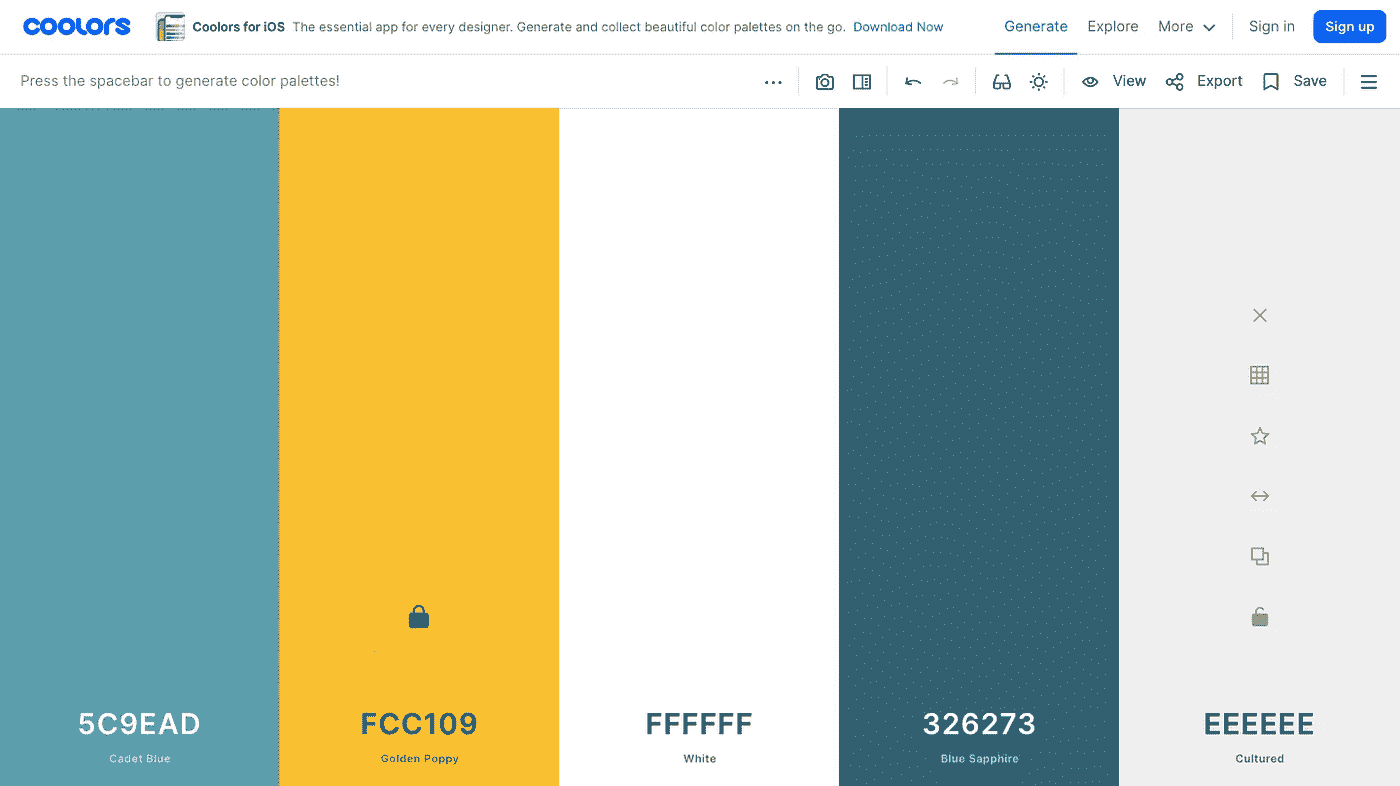 coolors
Coolors for iOS The essential app for every designer. Generate and collect beautiful color palettes on the go. Download Now
Generate Explore More Sign in Sign up
Press the spacebar to generate color palettes!
View Export Save
5C9EAD FCC109 FFFFFF 326273 EEEEEE
Cadet Blue Golden Poppy White Blue Sapphire Cultured